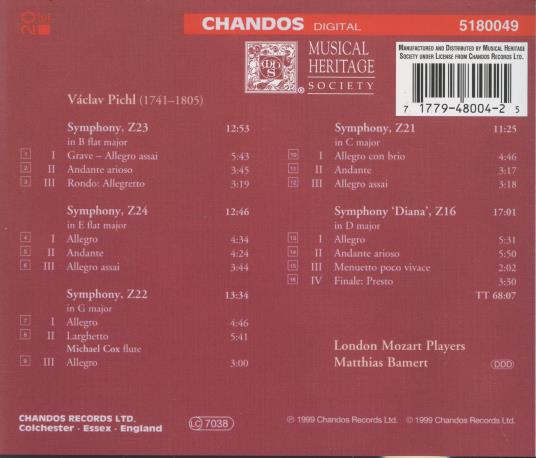 20
bit
CHANDOS DIGITAL 5180049
MHS
MUSICAL
HERITAGE
SOCIETY
MANUFACTURED AND DISTRIBUTED BY MUSICAL HERITAGE
SOCIETY UNDER LICENSE FROM CHANDOS RECORDS LTD.
7 17794 80042 5
Václav Pichl (1741–1805)
Symphony, Z23 12:53
in B flat major
1 I Grave – Allegro assai 5:43
2 II Andante arioso 3:45
3 III Rondo: Allegretto 3:19
Symphony, Z24 12:46
in E flat major
4 I Allegro 4:34
5 II Andante 4:24
6 III Allegro assai 3:44
Symphony, Z22 13:34
in G major
7 I Allegro 4:46
8 II Larghetto 5:41
Michael Cox flute
9 III Allegro 3:00
Symphony, Z21 11:25
in C major
10 I Allegro con brio 4:46
11 II Andante 3:17
12 III Allegro assai 3:18
Symphony ‘Diana’, Z16 17:01
in D major
13 I Allegro 5:31
14 II Andante arioso 5:50
15 III Menuetto poco vivace 2:02
16 IV Finale: Presto 3:30
TT 68:07
London Mozart Players
Matthias Bamert DDD
CHANDOS RECORDS LTD.
Colchester · Essex · England
LC 7038
℗ 1999 Chandos Records Ltd. © 1999 Chandos Records Ltd.